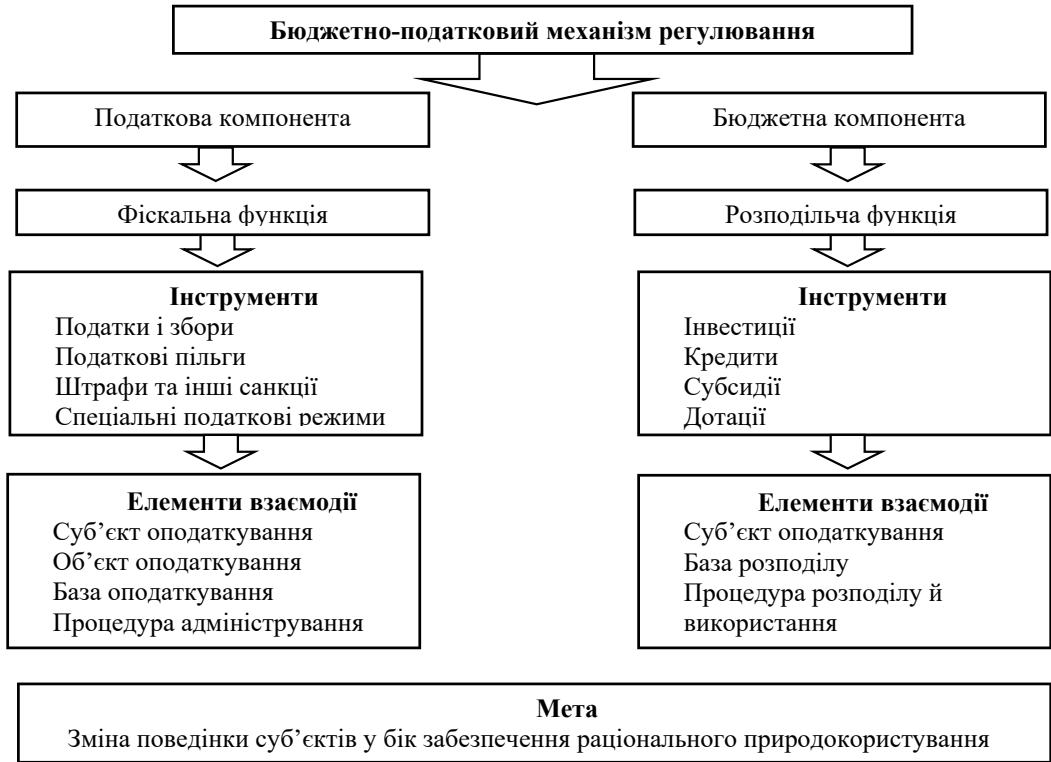 Бюджетно-податковий механізм регулювання
Податкова компонента
Бюджетна компонента
Фіскальна функція
Розподільча функція
Інструменти
Податки і збори
Податкові пільги
Штрафи та інші санкції
Спеціальні податкові режими
Інструменти
Інвестиції
Кредити
Субсидії
Дотації
Елементи взаємодії
Суб’єкт оподаткування
Об’єкт оподаткування
База оподаткування
Процедура адміністрування
Елементи взаємодії
Суб’єкт оподаткування
База розподілу
Процедура розподілу й
використання
Мета
Зміна поведінки суб’єктів у бік забезпечення раціонального природокористування